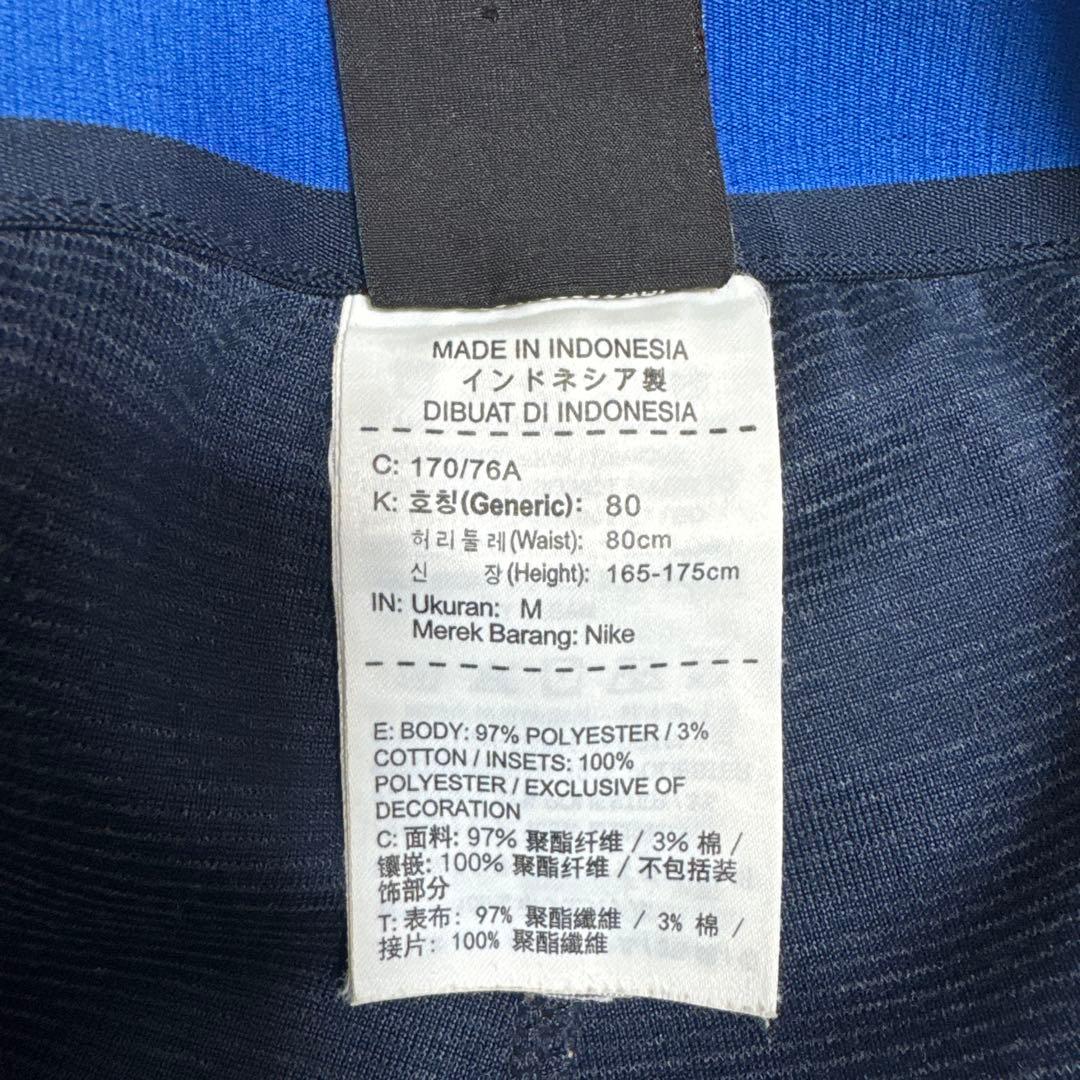 MADE IN INDONESIA
インドネシア製
DIBUAT DI INDONESIA
C: 170/76A
K: 호칭(Generic): 80
허리둘레(Waist): 80cm
신 장(Height): 165-175cm
IN: Ukuran: M
Merek Barang: Nike
E: BODY: 97% POLYESTER / 3%
COTTON / INSETS: 100%
POLYESTER / EXCLUSIVE OF
DECORATION
C: 面料: 97% 聚酯纤维 / 3% 棉 /
镶嵌: 100% 聚酯纤维 / 不包括装
饰部分
T: 表布: 97% 聚酯纖維 / 3% 棉 /
接片: 100% 聚酯纖維